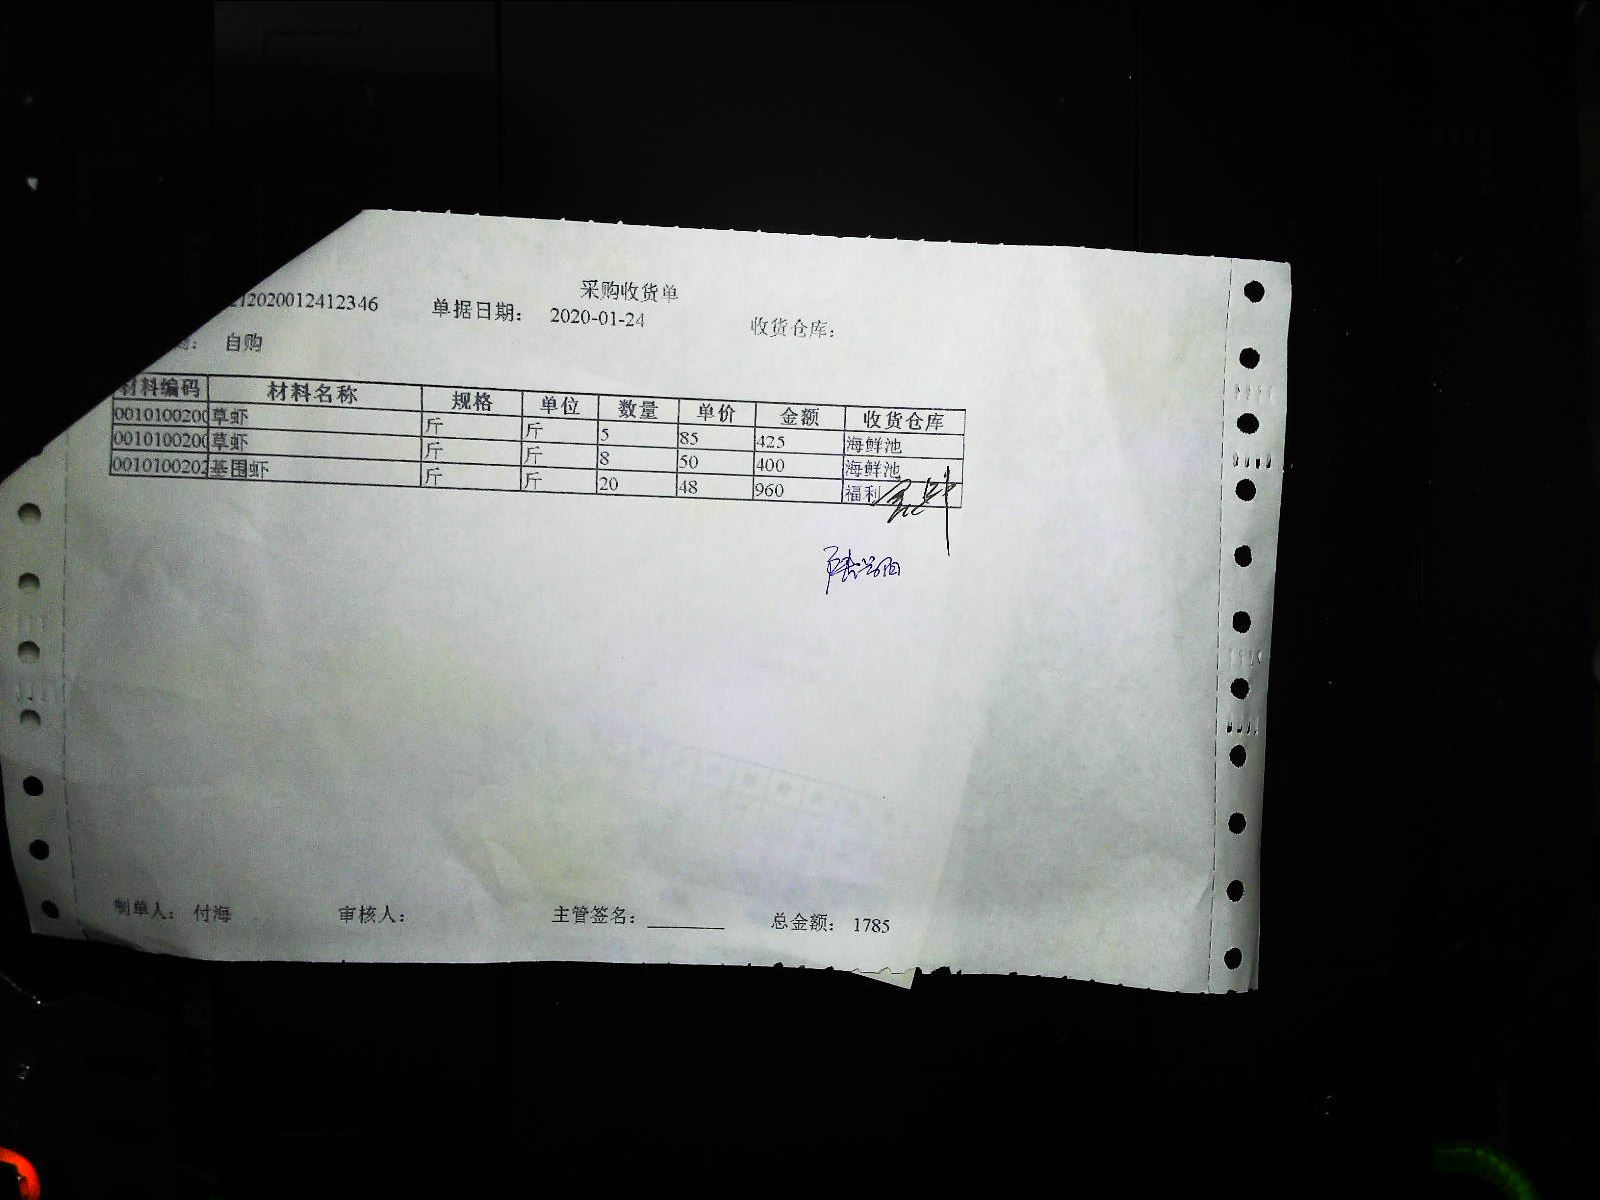 采购收货单
2020012412346 单据日期： 2020-01-24 收货仓库：
自购
材料编码 材料名称 规格 单位 数量 单价 金额 收货仓库
001010020 草虾 斤 斤 5 85 425 海鲜池
001010020 草虾 斤 斤 8 50 400 海鲜池
0010100202 基围虾 斤 斤 20 48 960 福利
制单人： 付海 审核人： 主管签名： 总金额： 1785